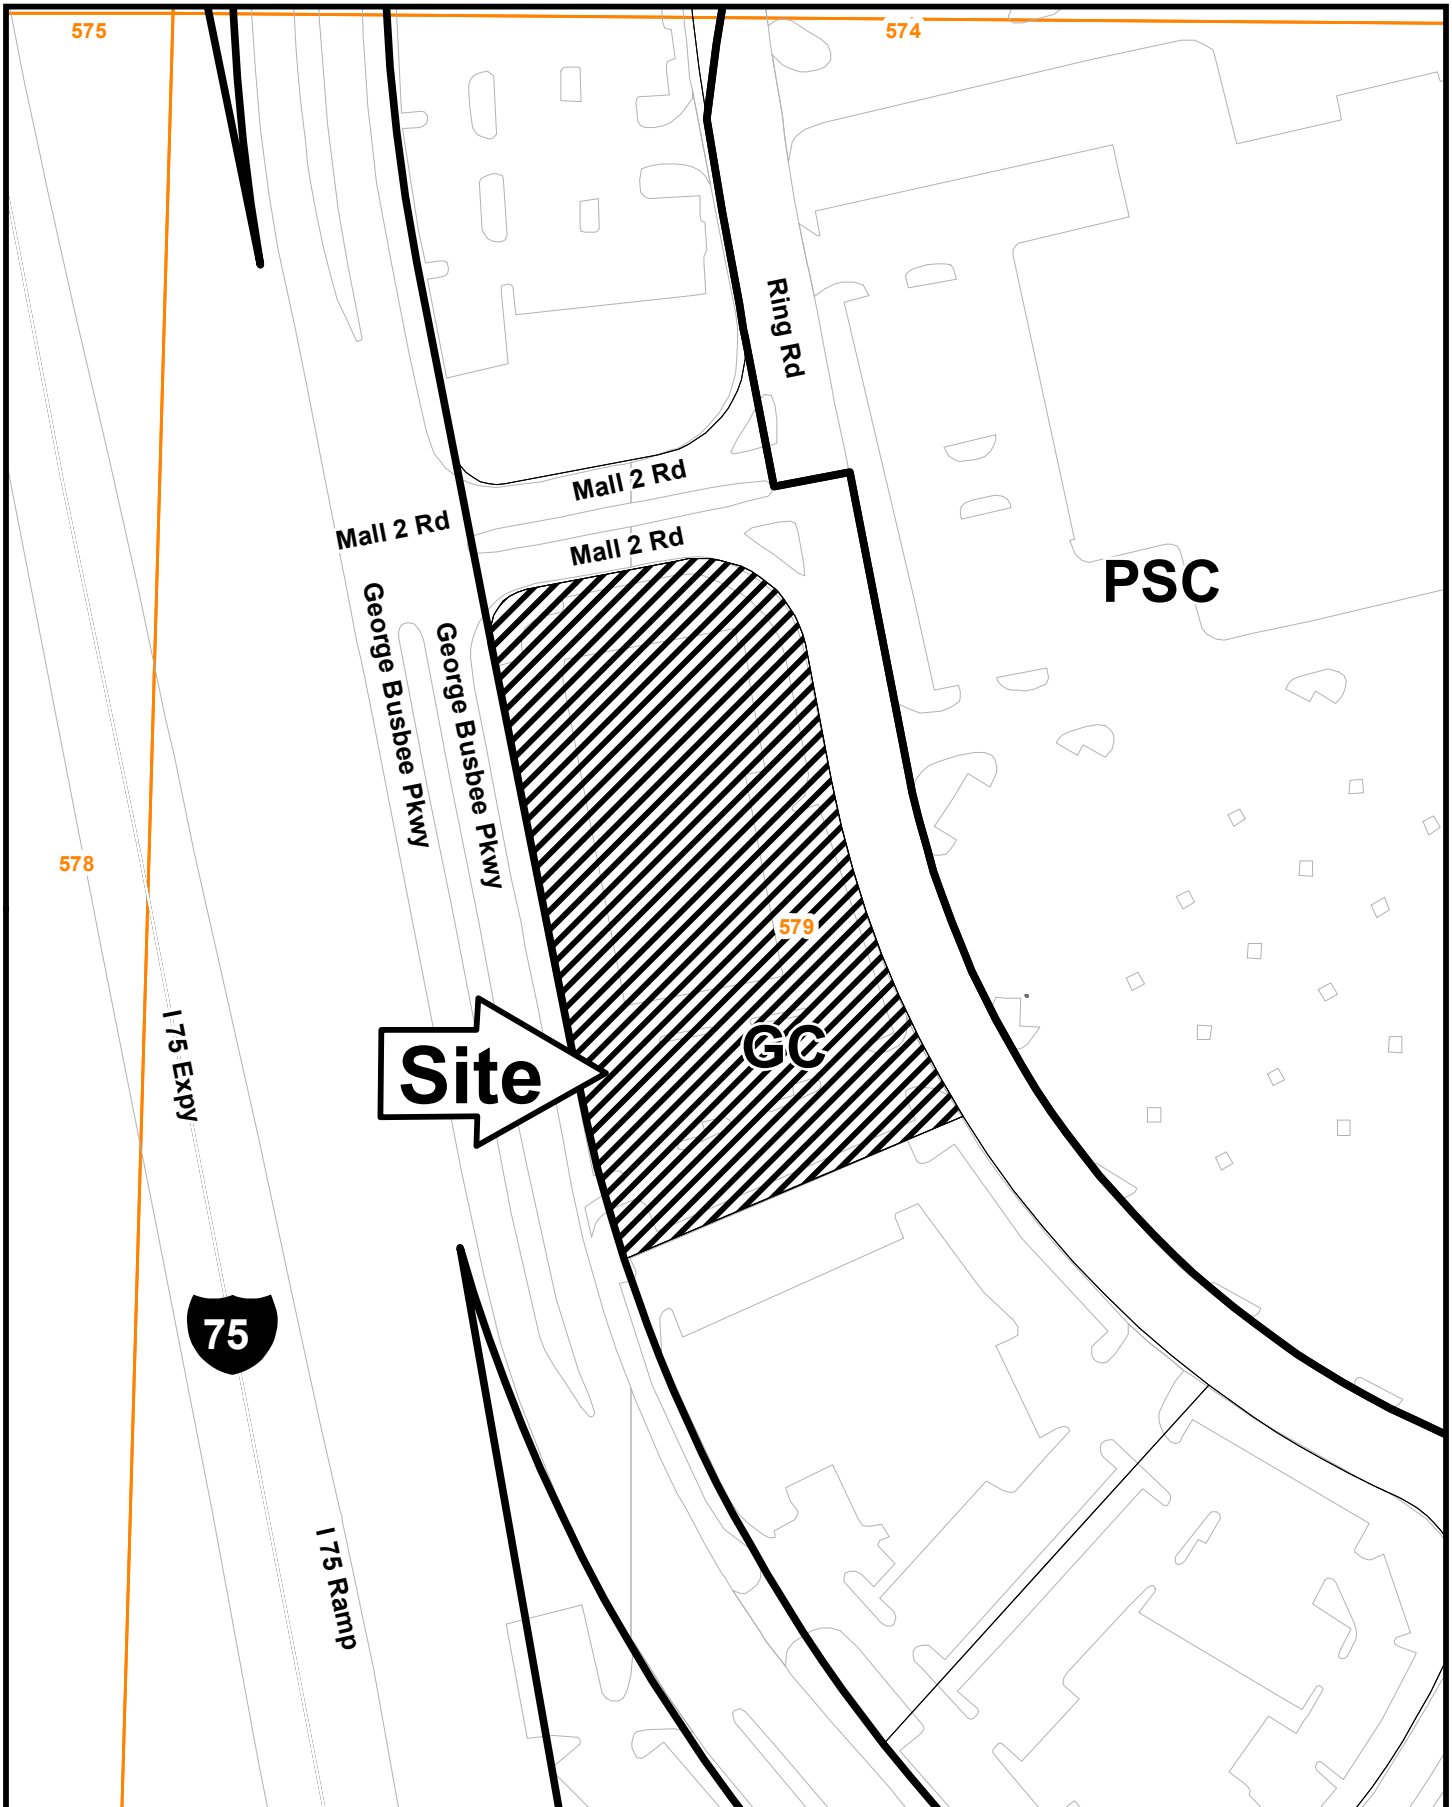 575
574
Ring Rd
Mall 2 Rd
Mall 2 Rd
Mall 2 Rd
PSC
George Busbee Pkwy
George Busbee Pkwy
578
579
I 75 Expy
GC
Site
75
I 75 Ramp